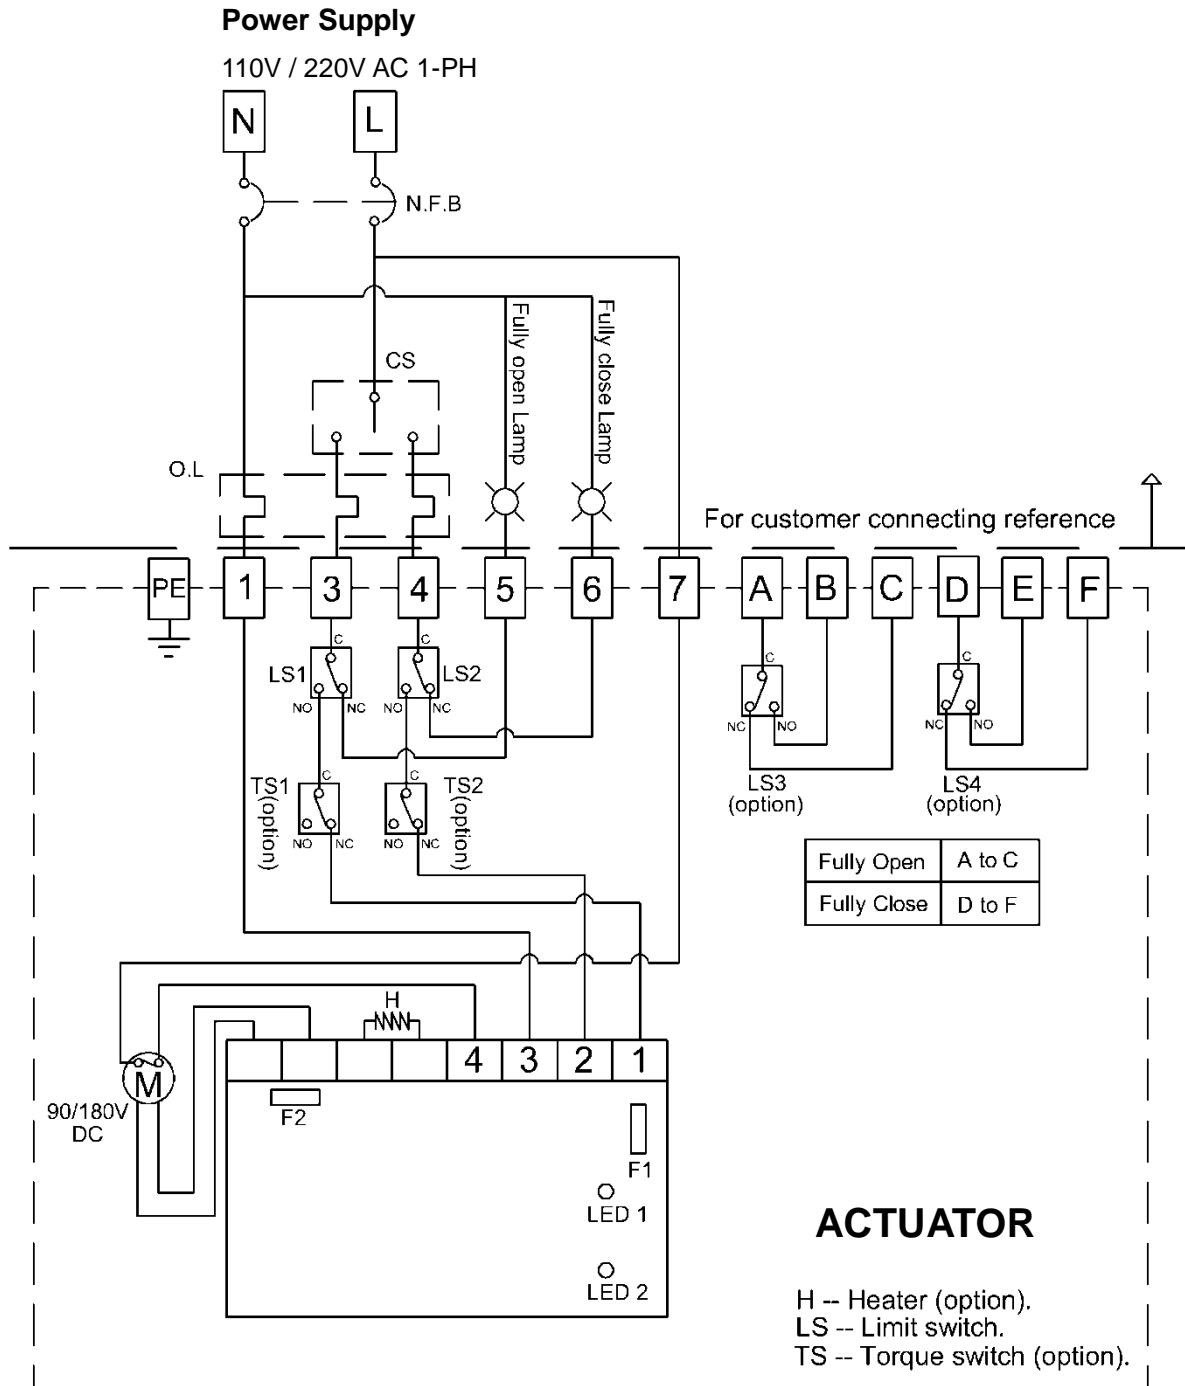 Power Supply
110V / 220V AC 1-PH
N
L
N.F.B
CS
Fully open Lamp
Fully close Lamp
O.L
For customer connecting reference
PE
1
3
4
5
6
7
A
B
C
D
E
F
C
LS1
NO
NC
C
LS2
NO
NC
C
NC
NO
LS3
(option)
C
NC
NO
LS4
(option)
TS1
(option)
C
NO
NC
C
TS2
(option)
NO
NC
Fully Open A to C
Fully Close D to F
H
4
3
2
1
M
90/180V
DC
F2
F1
LED 1
LED 2
ACTUATOR
H -- Heater (option).
LS -- Limit switch.
TS -- Torque switch (option).